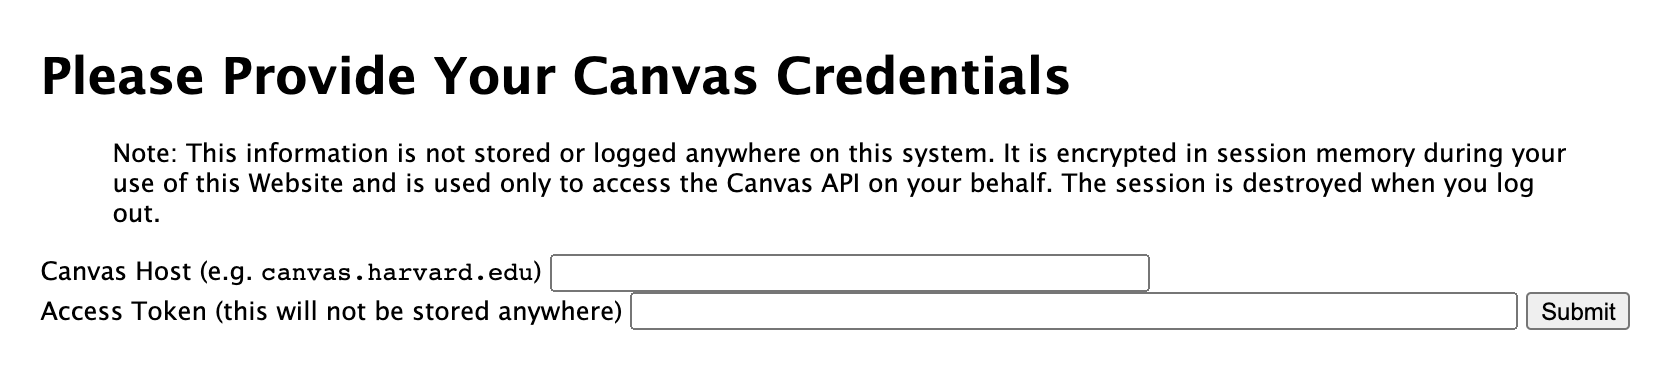 Please Provide Your Canvas Credentials
Note: This information is not stored or logged anywhere on this system. It is encrypted in session memory during your
use of this Website and is used only to access the Canvas API on your behalf. The session is destroyed when you log
out.
Canvas Host (e.g. canvas.harvard.edu)
Access Token (this will not be stored anywhere) Submit